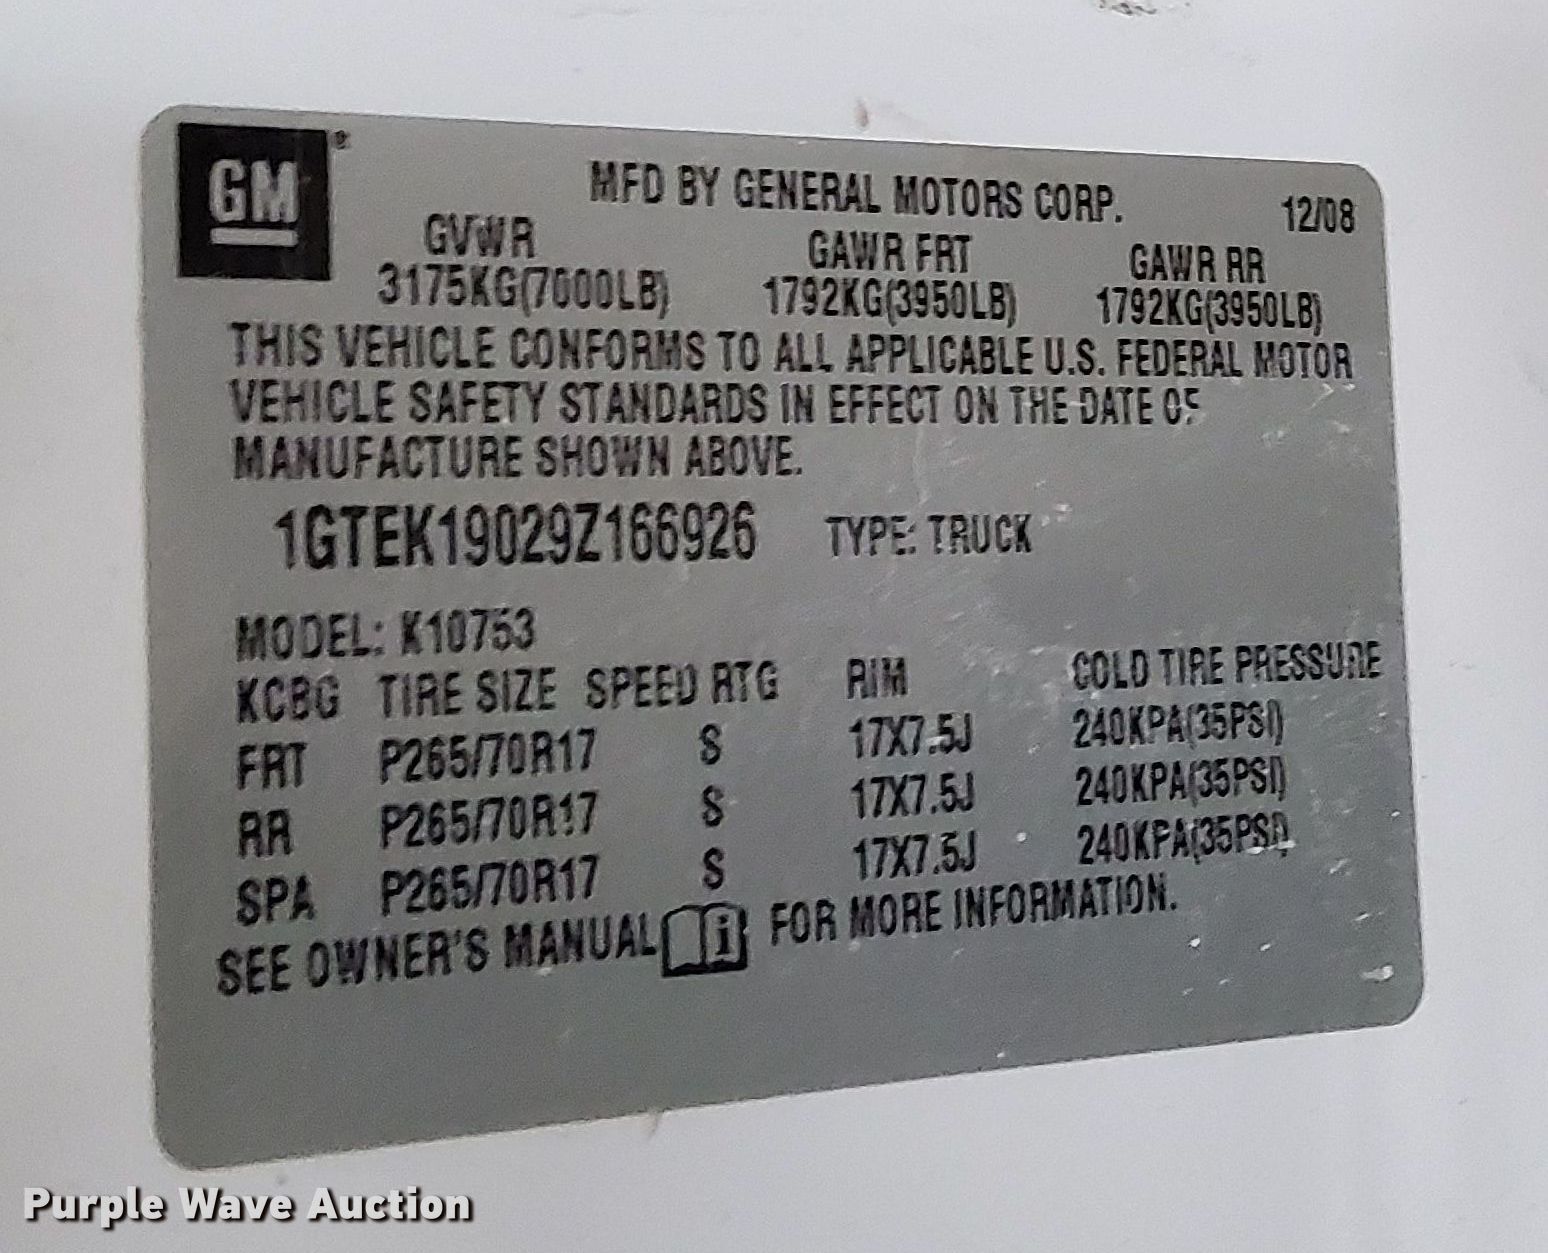 GM ®
MFD BY GENERAL MOTORS CORP. 12/08
GVWR GAWR FRT GAWR RR
3175KG(7000LB) 1792KG(3950LB) 1792KG(3950LB)
THIS VEHICLE CONFORMS TO ALL APPLICABLE U.S. FEDERAL MOTOR
VEHICLE SAFETY STANDARDS IN EFFECT ON THE DATE OF
MANUFACTURE SHOWN ABOVE.
1GTEK19029Z166926 TYPE: TRUCK
MODEL: K10753
KCBG TIRE SIZE SPEED RTG RIM COLD TIRE PRESSURE
FRT P265/70R17 S 17X7.5J 240KPA(35PSI)
RR P265/70R17 S 17X7.5J 240KPA(35PSI)
SPA P265/70R17 S 17X7.5J 240KPA(35PSI)
SEE OWNER'S MANUAL i FOR MORE INFORMATION.
Purple Wave Auction